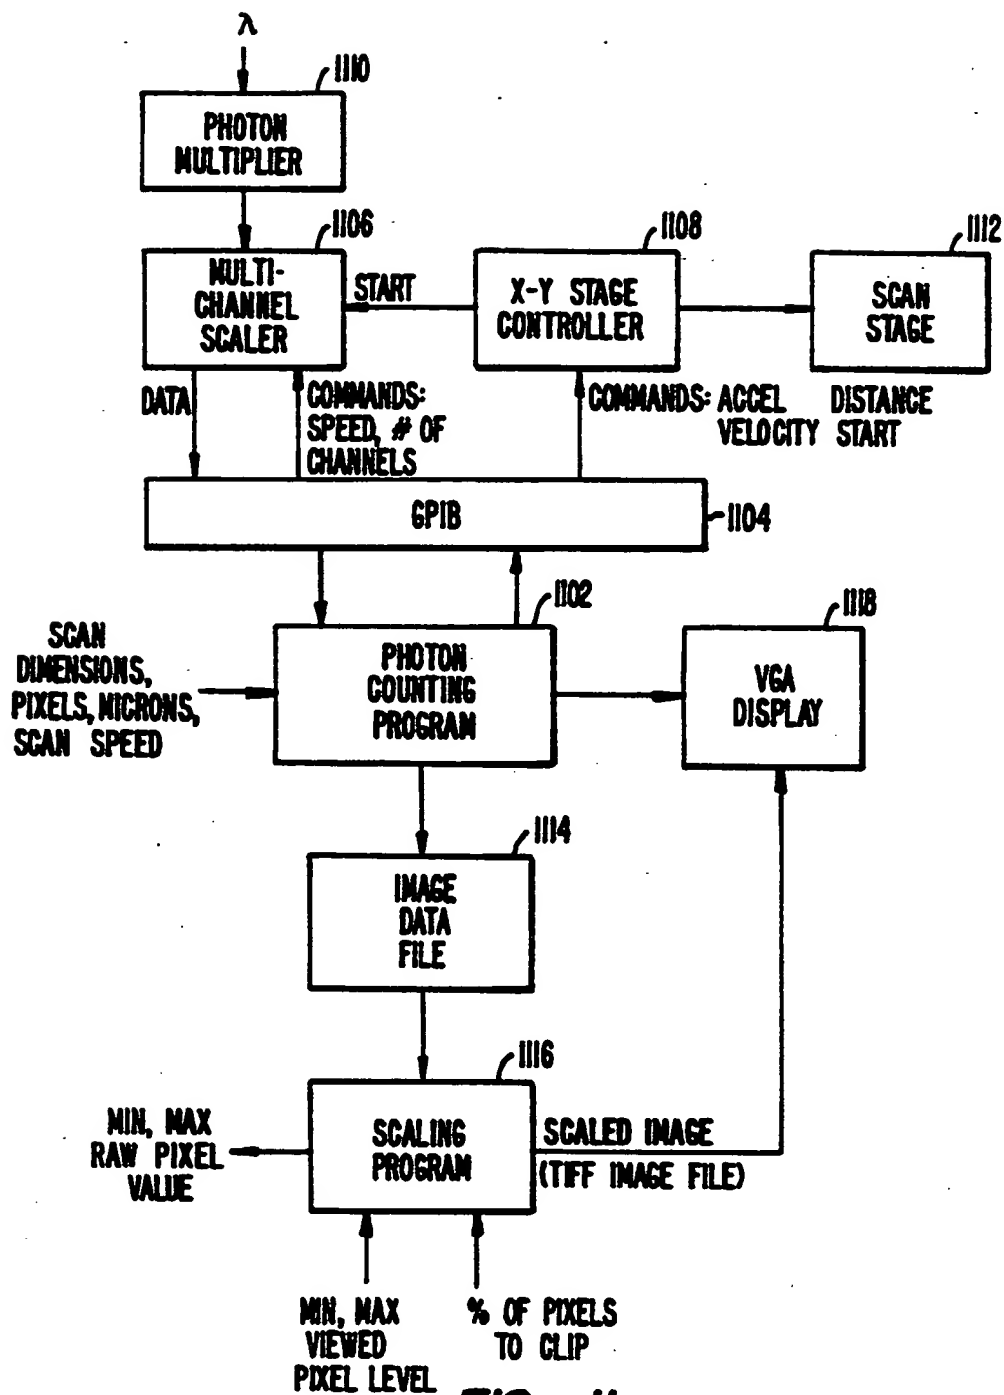 λ
1110
PHOTON
MULTIPLIER
1106
MULTI-
CHANNEL
SCALER
START
1108
X-Y STAGE
CONTROLLER
1112
SCAN
STAGE
DATA
COMMANDS:
SPEED, # OF
CHANNELS
COMMANDS: ACCEL DISTANCE
VELOCITY START
GPIB
1104
1102
PHOTON
COUNTING
PROGRAM
SCAN
DIMENSIONS,
PIXELS, MICRONS,
SCAN SPEED
1118
VGA
DISPLAY
1114
IMAGE
DATA
FILE
1116
SCALING
PROGRAM
MIN, MAX
RAW PIXEL
VALUE
SCALED IMAGE
(TIFF IMAGE FILE)
MIN, MAX
VIEWED
PIXEL LEVEL
% OF PIXELS
TO CLIP